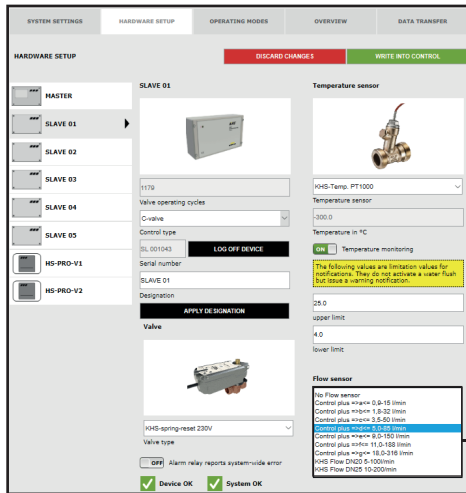 SYSTEM SETTINGS
HARDWARE SETUP
OPERATING MODES
OVERVIEW
DATA TRANSFER
HARDWARE SETUP
DISCARD CHANGES
WRITE INTO CONTROL
MASTER
SLAVE 01
SLAVE 02
SLAVE 03
SLAVE 04
SLAVE 05
HS-PRO-V1
HS-PRO-V2
SLAVE 01
1179
Valve operating cycles
C-valve
Control type
SL 001043
LOG OFF DEVICE
Serial number
SLAVE 01
Designation
APPLY DESIGNATION
Valve
KHS-spring-reset 230V
Valve type
OFF
Alarm relay reports system-wide error
Device OK
System OK
Temperature sensor
KHS-Temp. PT1000
Temperature sensor
-300.0
Temperature in °C
ON
Temperature monitoring
The following values are limitation values for
notifications. They do not activate a water flush
but issue a warning notification.
25.0
upper limit
4.0
lower limit
Flow sensor
No Flow sensor
Control plus =>a<= 0,9-15 l/min
Control plus =>b<= 1,8-32 l/min
Control plus =>c<= 3,5-50 l/min
Control plus =>d<= 5,0-85 l/min
Control plus =>e<= 9,0-150 l/min
Control plus =>f<= 11,0-188 l/min
Control plus =>g<= 18,0-316 l/min
KHS Flow DN20 5-100l/min
KHS Flow DN25 10-200l/min